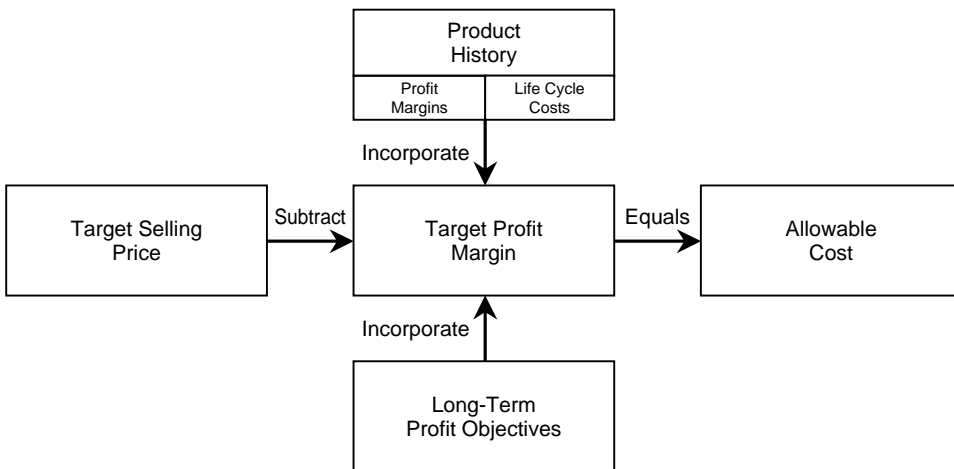 Product
History
Profit
Margins
Life Cycle
Costs
Incorporate
Target Selling
Price
Subtract
Target Profit
Margin
Equals
Allowable
Cost
Incorporate
Long-Term
Profit Objectives